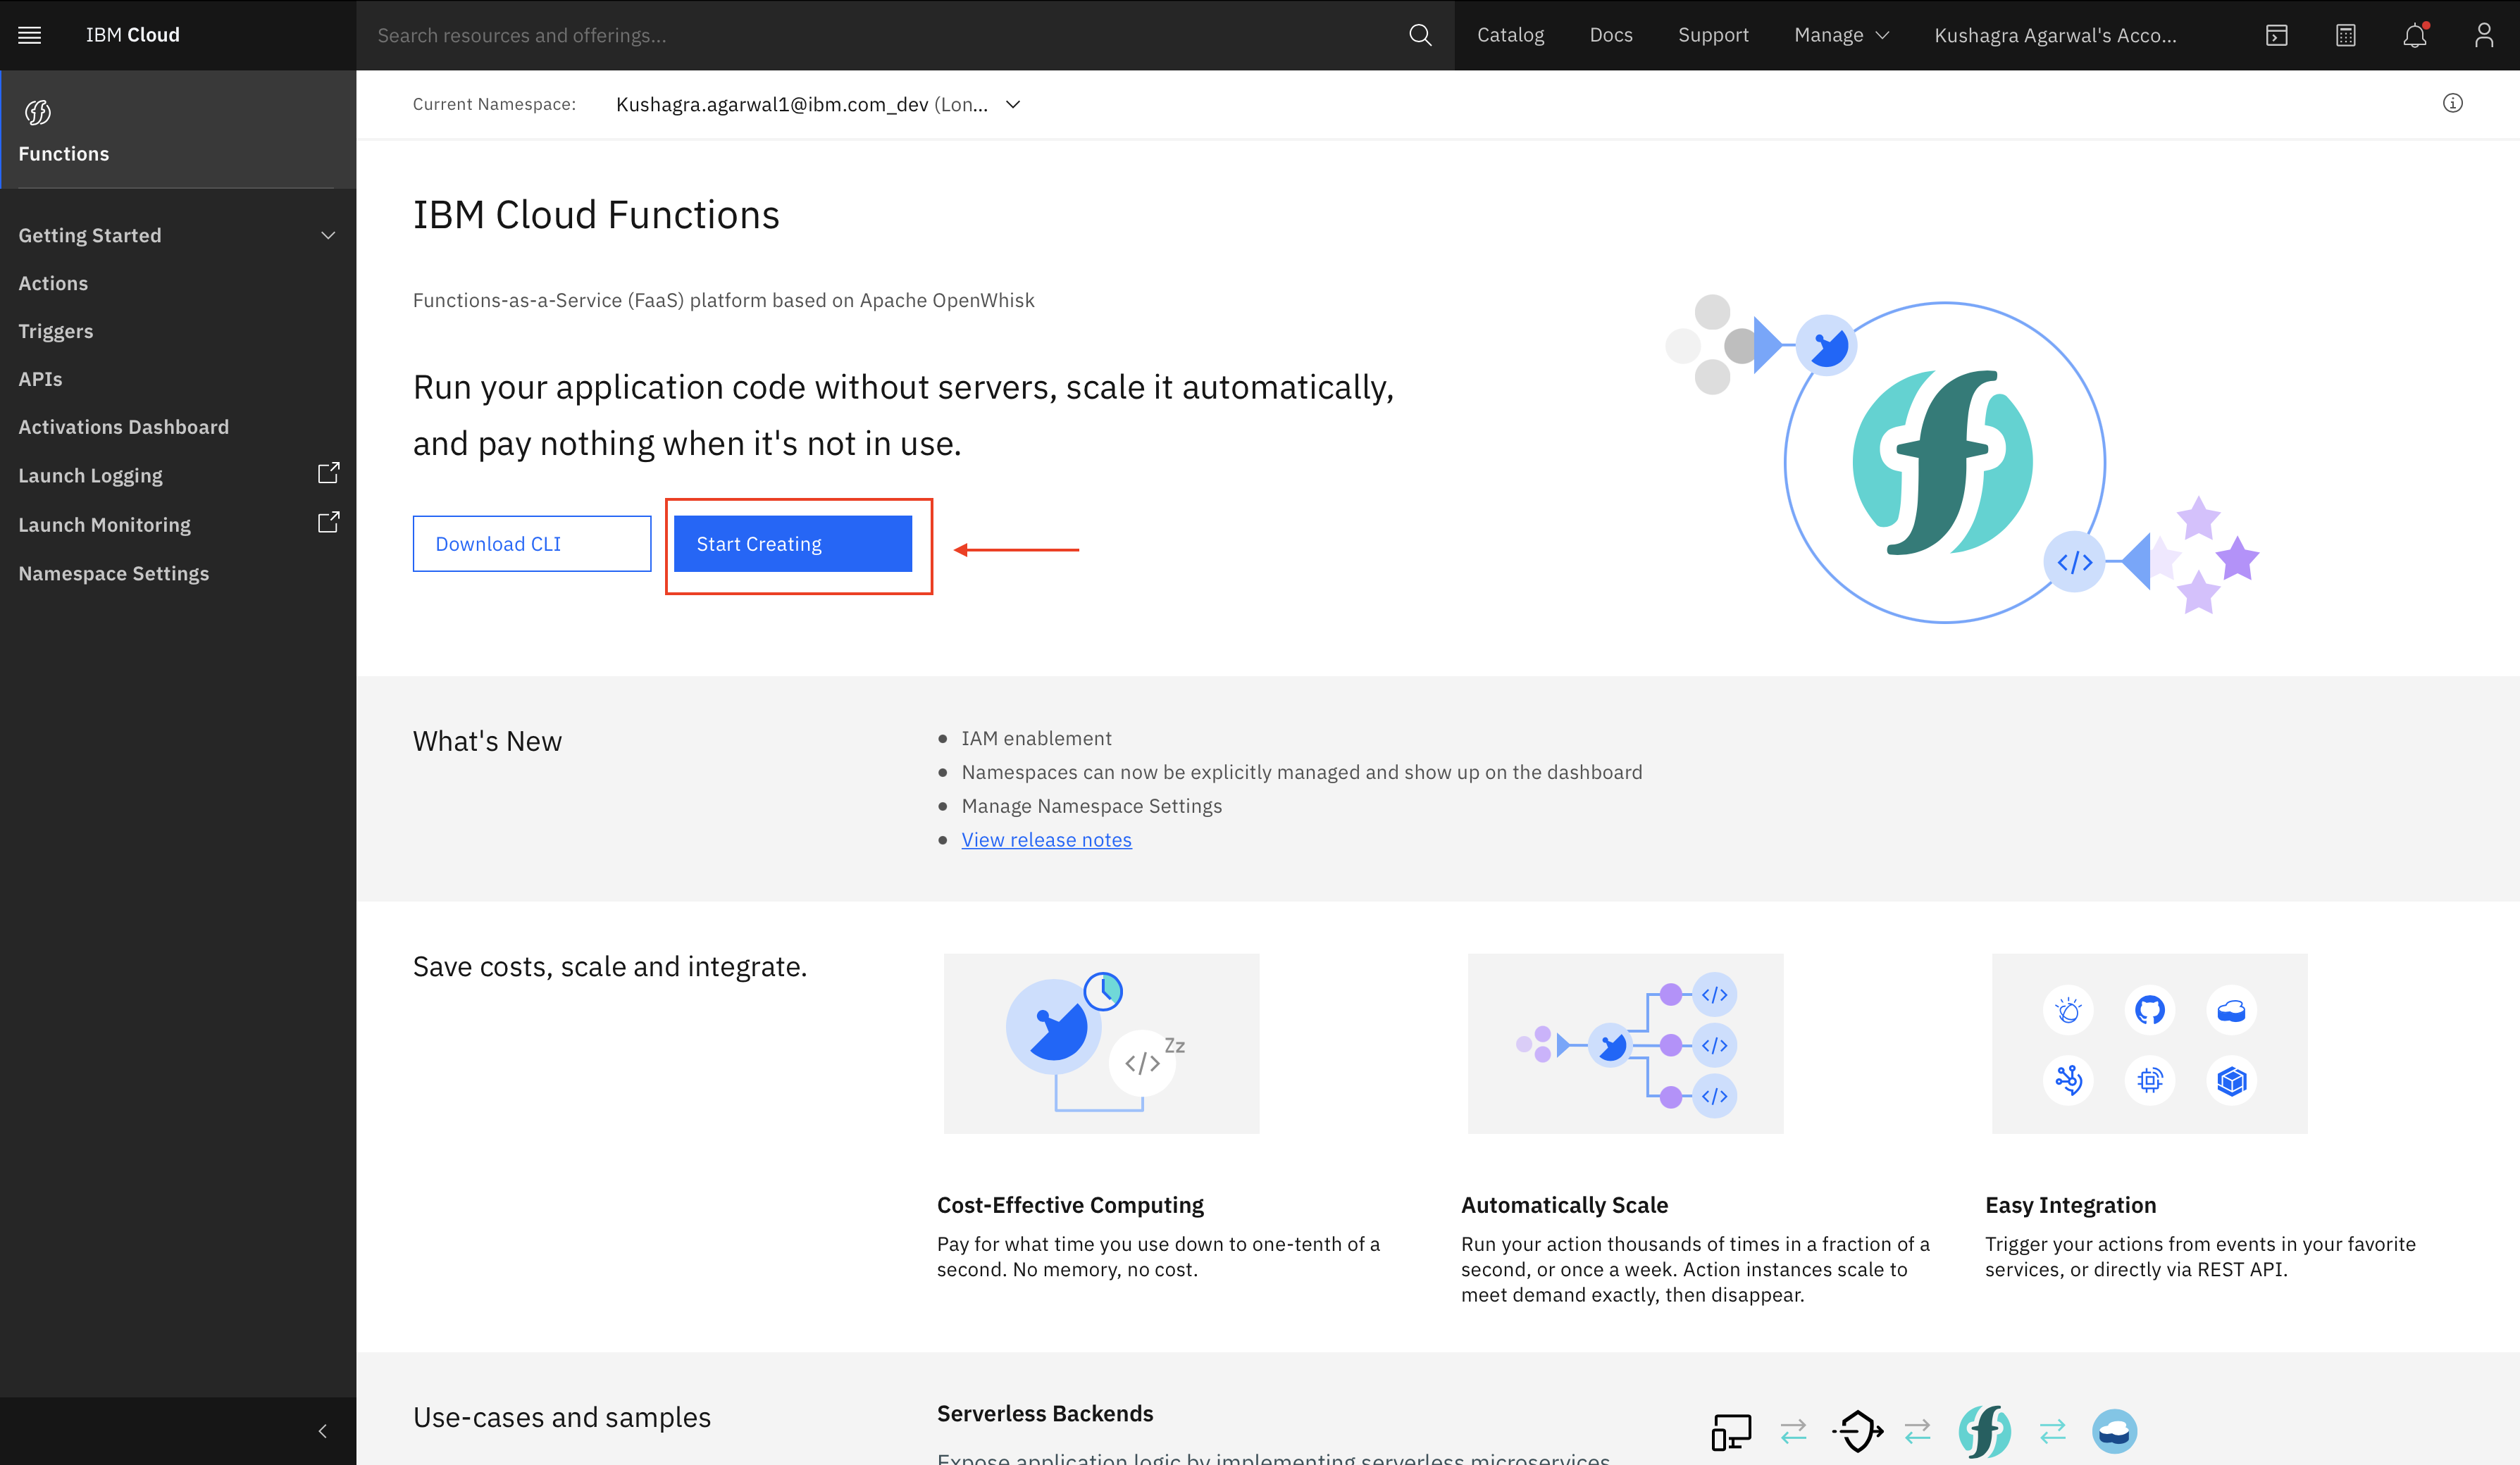 IBM Cloud
Search resources and offerings...
Catalog
Docs
Support
Manage
Kushagra Agarwal's Acco...
Functions
Getting Started
Actions
Triggers
APIs
Activations Dashboard
Launch Logging
Launch Monitoring
Namespace Settings
Current Namespace: Kushagra.agarwal1@ibm.com_dev (Lon...
IBM Cloud Functions
Functions-as-a-Service (FaaS) platform based on Apache OpenWhisk
Run your application code without servers, scale it automatically,
and pay nothing when it's not in use.
Download CLI
Start Creating
</>
What's New
IAM enablement
Namespaces can now be explicitly managed and show up on the dashboard
Manage Namespace Settings
View release notes
Save costs, scale and integrate.
Zz
</>
</>
</>
</>
Cost-Effective Computing
Pay for what time you use down to one-tenth of a
second. No memory, no cost.
Automatically Scale
Run your action thousands of times in a fraction of a
second, or once a week. Action instances scale to
meet demand exactly, then disappear.
Easy Integration
Trigger your actions from events in your favorite
services, or directly via REST API.
Use-cases and samples
Serverless Backends
Expose application logic by implementing serverless microservices